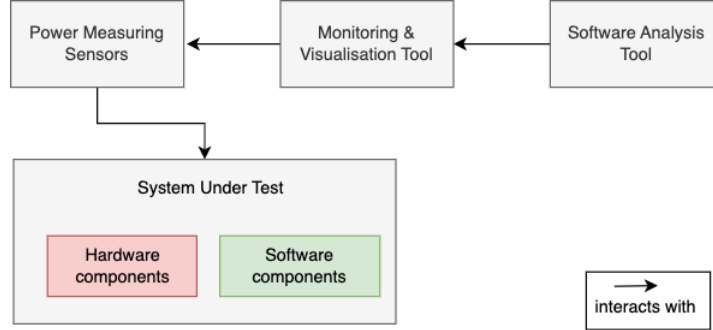 Power Measuring
Sensors
Monitoring &
Visualisation Tool
Software Analysis
Tool
System Under Test
Hardware
components
Software
components
interacts with